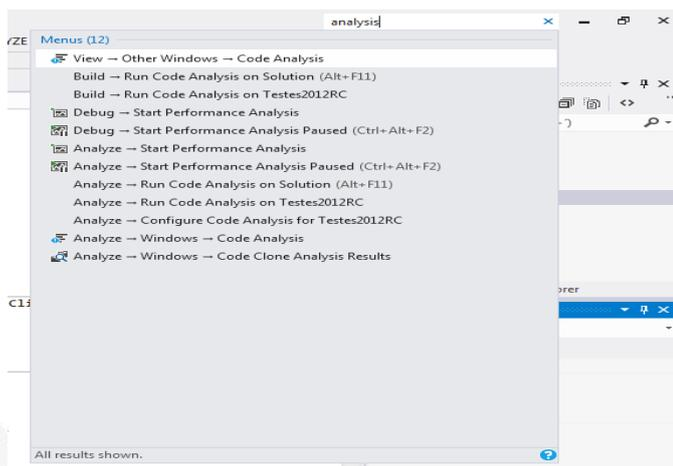 analysis
YZE
Menus (12)
View → Other Windows → Code Analysis
Build → Run Code Analysis on Solution (Alt+F11)
Build → Run Code Analysis on Testes2012RC
Debug → Start Performance Analysis
Debug → Start Performance Analysis Paused (Ctrl+Alt+F2)
Analyze → Start Performance Analysis
Analyze → Start Performance Analysis Paused (Ctrl+Alt+F2)
Analyze → Run Code Analysis on Solution (Alt+F11)
Analyze → Run Code Analysis on Testes2012RC
Analyze → Configure Code Analysis for Testes2012RC
Analyze → Windows → Code Analysis
Analyze → Windows → Code Clone Analysis Results
orer
Cli
All results shown.